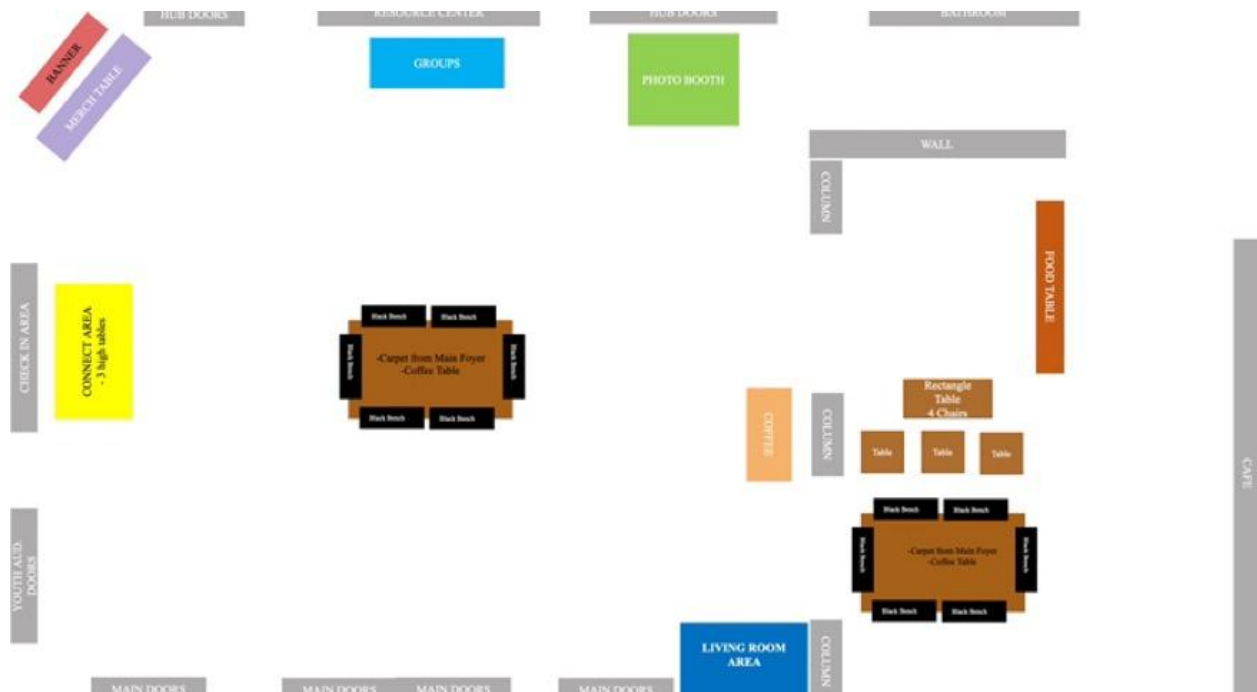 HUB DOORS
RESOURCE CENTER
HUB DOORS
BATHROOM
BANNER
MERCH TABLE
GROUPS
PHOTO BOOTH
WALL
COLUMN
FOOD TABLE
CHECK IN AREA
CONNECT AREA
- 3 high tables
Black Bench
Black Bench
Black Bench
-Carpet from Main Foyer
-Coffee Table
Black Bench
Black Bench
Black Bench
COFFEE
COLUMN
Rectangle
Table
4 Chairs
Table
Table
Table
CAFE
YOUTH AUD.
DOORS
Black Bench
Black Bench
Black Bench
-Carpet from Main Foyer
-Coffee Table
Black Bench
Black Bench
Black Bench
LIVING ROOM
AREA
COLUMN
MAIN DOORS
MAIN DOORS
MAIN DOORS
MAIN DOORS